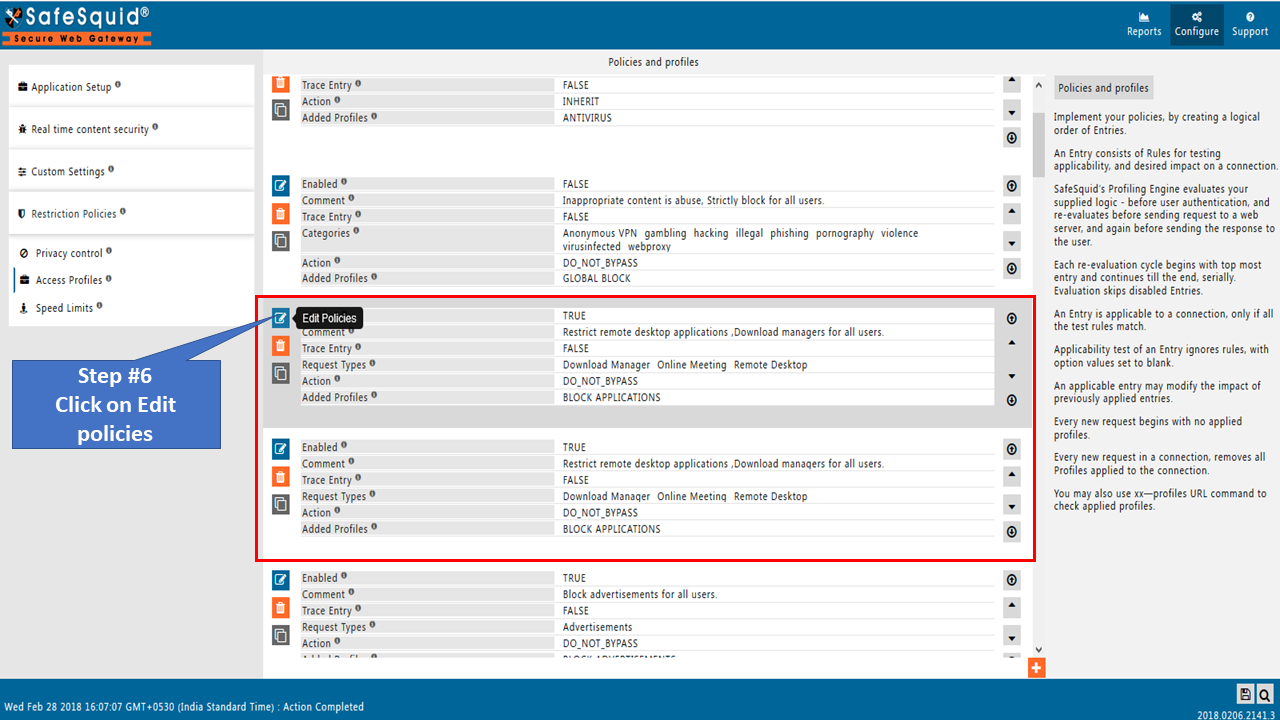 SafeSquid®
Secure Web Gateway
Reports
Configure
Support
Application Setup
Real time content security
Custom Settings
Restriction Policies
Privacy control
Access Profiles
Speed Limits
Step #6
Click on Edit
policies
Policies and profiles
Trace Entry FALSE
Action INHERIT
Added Profiles ANTIVIRUS
Enabled FALSE
Comment Inappropriate content is abuse, Strictly block for all users.
Trace Entry FALSE
Categories Anonymous VPN gambling hacking illegal phishing pornography violence
virusinfected webproxy
Action DO_NOT_BYPASS
Added Profiles GLOBAL BLOCK
Edit Policies
TRUE
Comment Restrict remote desktop applications ,Download managers for all users.
Trace Entry FALSE
Request Types Download Manager Online Meeting Remote Desktop
Action DO_NOT_BYPASS
Added Profiles BLOCK APPLICATIONS
Enabled TRUE
Comment Restrict remote desktop applications ,Download managers for all users.
Trace Entry FALSE
Request Types Download Manager Online Meeting Remote Desktop
Action DO_NOT_BYPASS
Added Profiles BLOCK APPLICATIONS
Enabled TRUE
Comment Block advertisements for all users.
Trace Entry FALSE
Request Types Advertisements
Action DO_NOT_BYPASS
Policies and profiles
Implement your policies, by creating a logical
order of Entries.
An Entry consists of Rules for testing
applicability, and desired impact on a connection.
SafeSquid's Profiling Engine evaluates your
supplied logic - before user authentication, and
re-evaluates before sending request to a web
server, and again before sending the response to
the user.
Each re-evaluation cycle begins with top most
entry and continues till the end, serially.
Evaluation skips disabled Entries.
An Entry is applicable to a connection, only if all
the test rules match.
Applicability test of an Entry ignores rules, with
option values set to blank.
An applicable entry may modify the impact of
previously applied entries.
Every new request begins with no applied
profiles.
Every new request in a connection, removes all
Profiles applied to the connection.
You may also use xx—profiles URL command to
check applied profiles.
Wed Feb 28 2018 16:07:07 GMT+0530 (India Standard Time) : Action Completed
2018.0206.2141.3